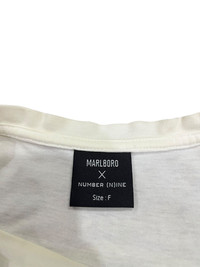 MARLBORO
X
NUMBER (N)INE
Size : F